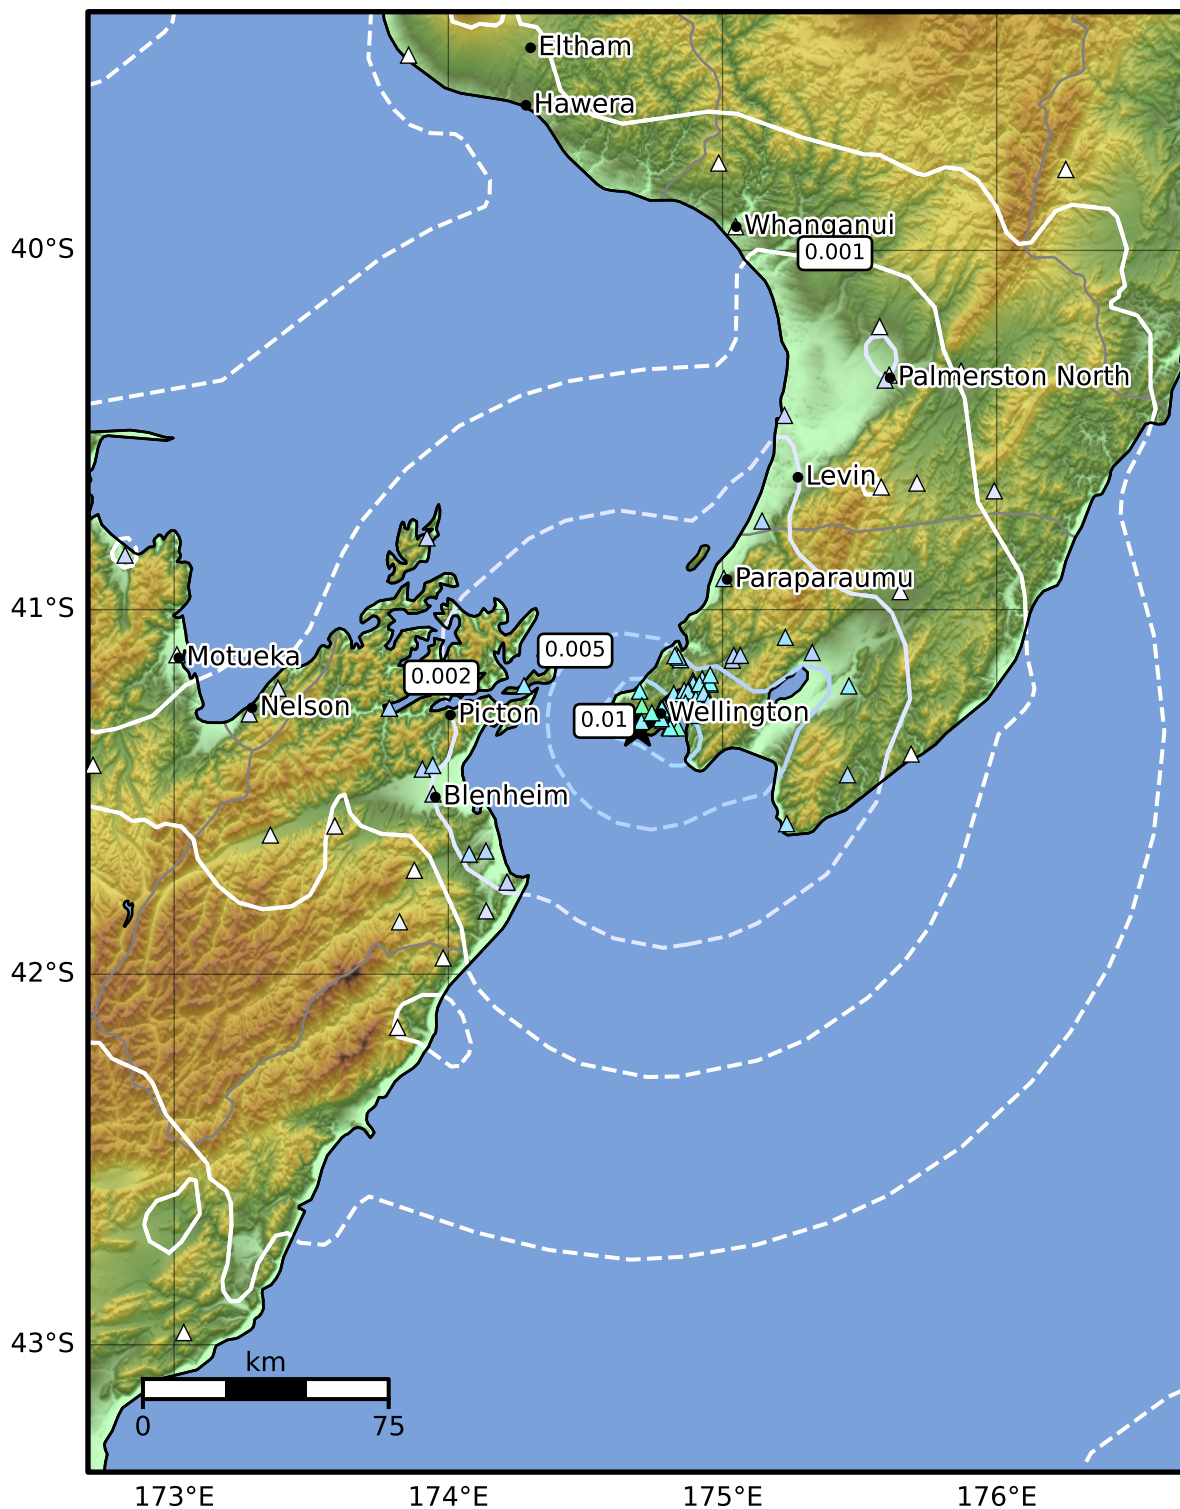 Eltham
Hawera
Whanganui
40°S
0.001
Palmerston North
Levin
Paraparaumu
41°S
0.005
Motueka
0.002
Nelson
Picton
0.01
Wellington
Blenheim
42°S
43°S
km
0
75
173°E
174°E
175°E
176°E